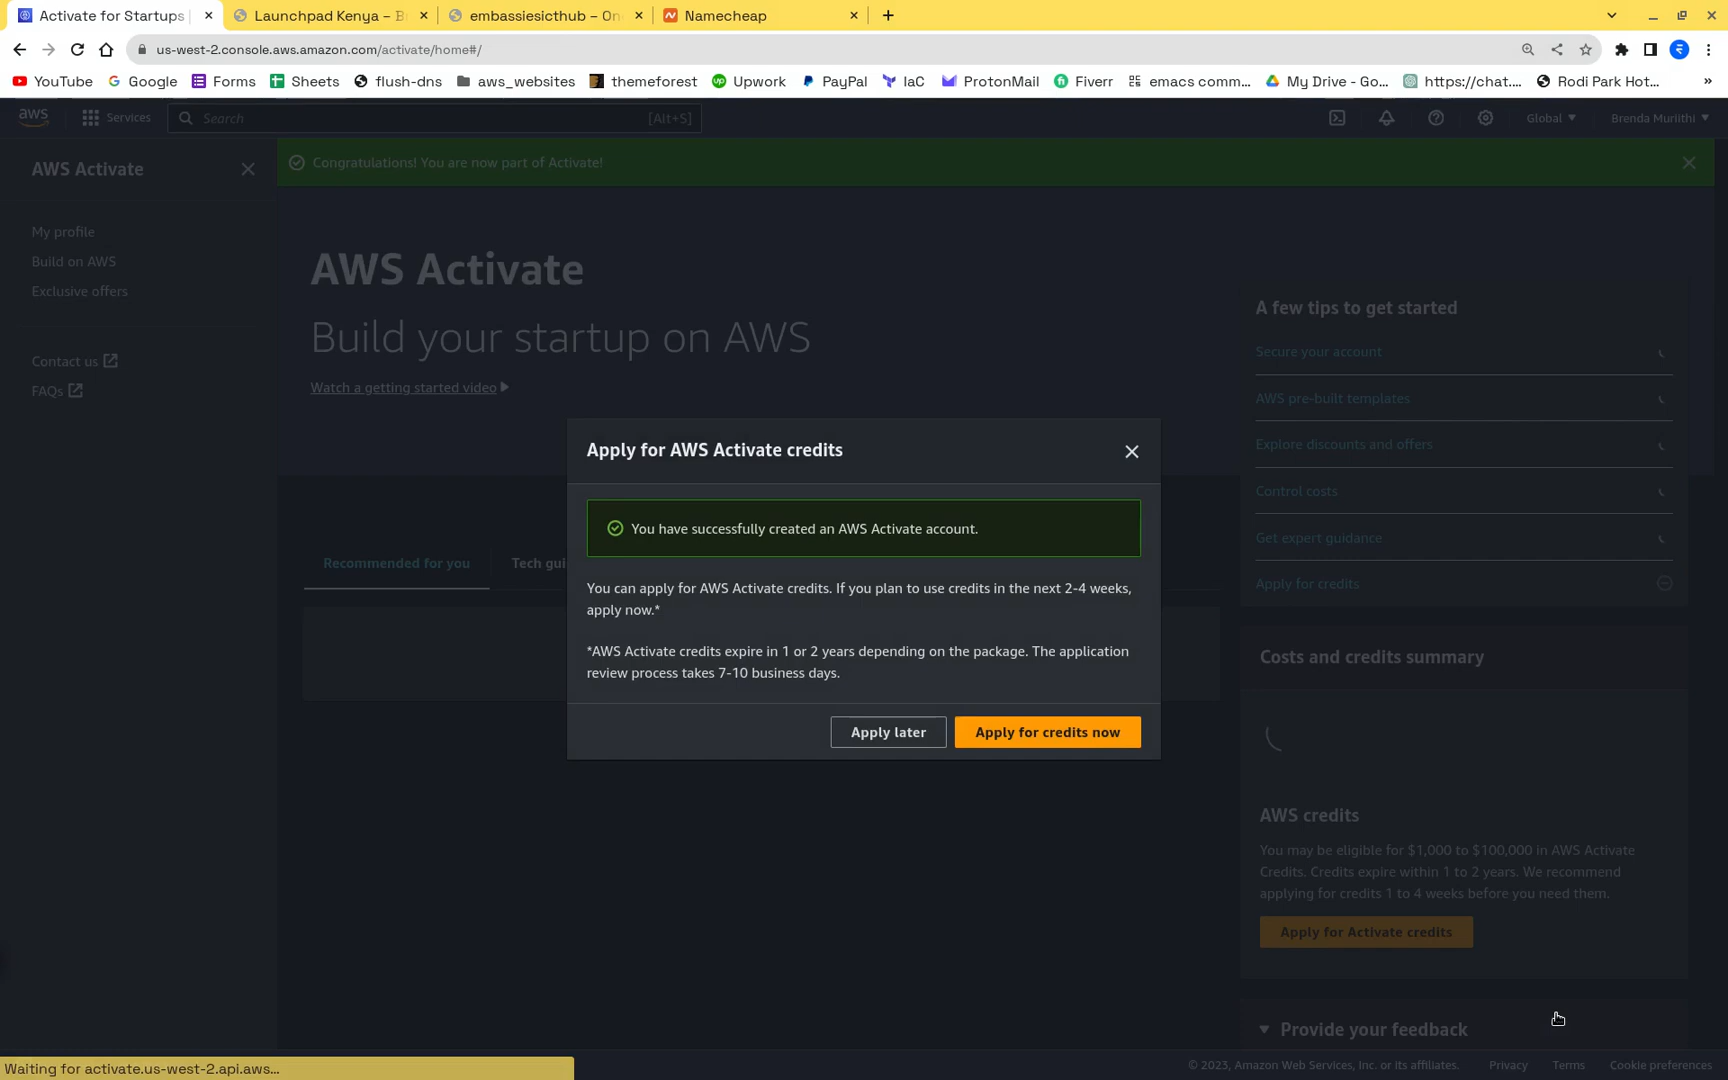 Activate for Startups
Launchpad Kenya – B
embassiesicthub – On
Namecheap
us-west-2.console.aws.amazon.com/activate/home#/
YouTube
Google
Forms
Sheets
flush-dns
aws_websites
themeforest
Upwork
PayPal
IaC
ProtonMail
Fiverr
emacs comm...
My Drive - Go...
https://chat....
Rodi Park Hot...
»
aws
Services
Search
[Alt+S]
Global
Brenda Muriithi
AWS Activate
My profile
Build on AWS
Exclusive offers
Contact us
FAQs
Congratulations! You are now part of Activate!
AWS Activate
Build your startup on AWS
Watch a getting started video
Recommended for you
Tech gui
Apply for AWS Activate credits
You have successfully created an AWS Activate account.
You can apply for AWS Activate credits. If you plan to use credits in the next 2-4 weeks,
apply now.*
*AWS Activate credits expire in 1 or 2 years depending on the package. The application
review process takes 7-10 business days.
Apply later
Apply for credits now
A few tips to get started
Secure your account
AWS pre-built templates
Explore discounts and offers
Control costs
Get expert guidance
Apply for credits
Costs and credits summary
AWS credits
You may be eligible for $1,000 to $100,000 in AWS Activate
Credits. Credits expire within 1 to 2 years. We recommend
applying for credits 1 to 4 weeks before you need them.
Apply for Activate credits
Provide your feedback
Waiting for activate.us-west-2.api.aws...
© 2023, Amazon Web Services, Inc. or its affiliates.
Privacy
Terms
Cookie preferences